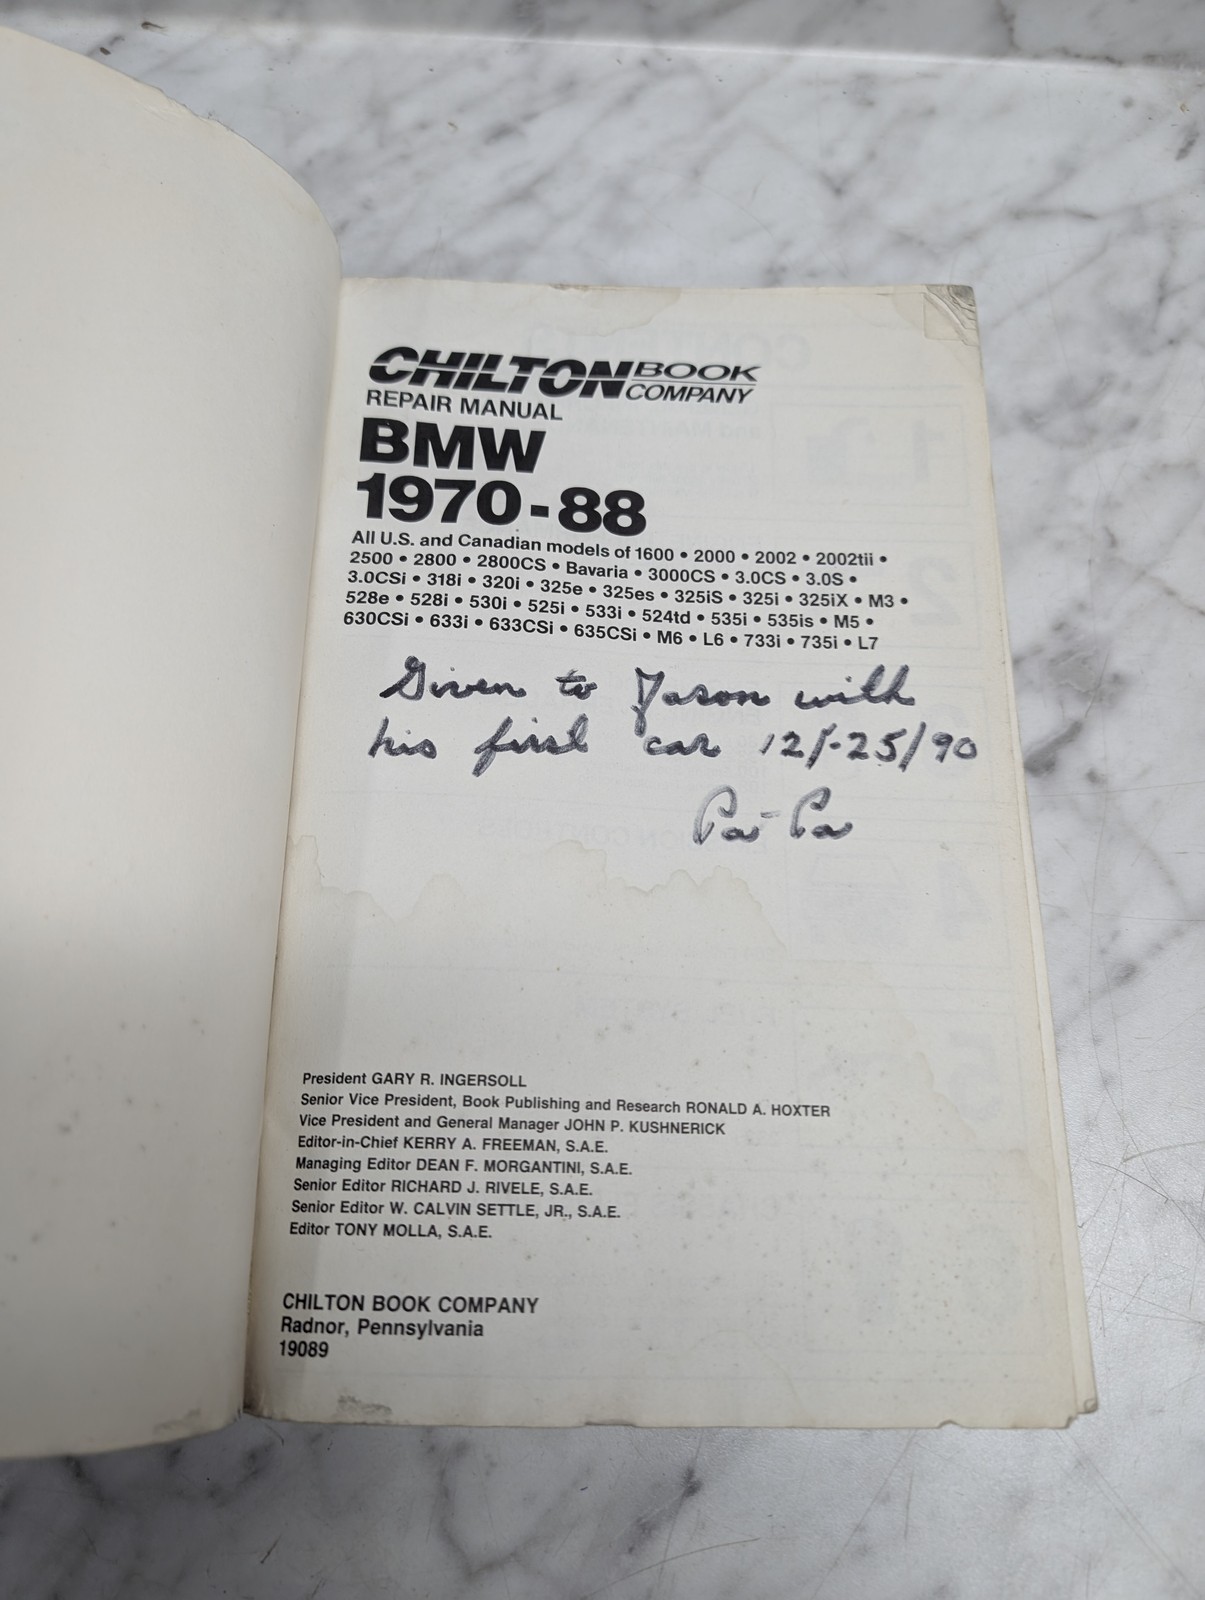 CHILTON BOOK COMPANY
REPAIR MANUAL
BMW
1970-88
All U.S. and Canadian models of 1600 • 2000 • 2002 • 2002tii •
2500 • 2800 • 2800CS • Bavaria • 3000CS • 3.0CS • 3.0S •
3.0CSi • 318i • 320i • 325e • 325es • 325iS • 325i • 325iX • M3 •
528e • 528i • 530i • 525i • 533i • 524td • 535i • 535is • M5 •
630CSi • 633i • 633CSi • 635CSi • M6 • L6 • 733i • 735i • L7
Given to Jason with
his first car 12/-25/90
Pa-Pa
President GARY R. INGERSOLL
Senior Vice President, Book Publishing and Research RONALD A. HOXTER
Vice President and General Manager JOHN P. KUSHNERICK
Editor-in-Chief KERRY A. FREEMAN, S.A.E.
Managing Editor DEAN F. MORGANTINI, S.A.E.
Senior Editor RICHARD J. RIVELE, S.A.E.
Senior Editor W. CALVIN SETTLE, JR., S.A.E.
Editor TONY MOLLA, S.A.E.
CHILTON BOOK COMPANY
Radnor, Pennsylvania
19089